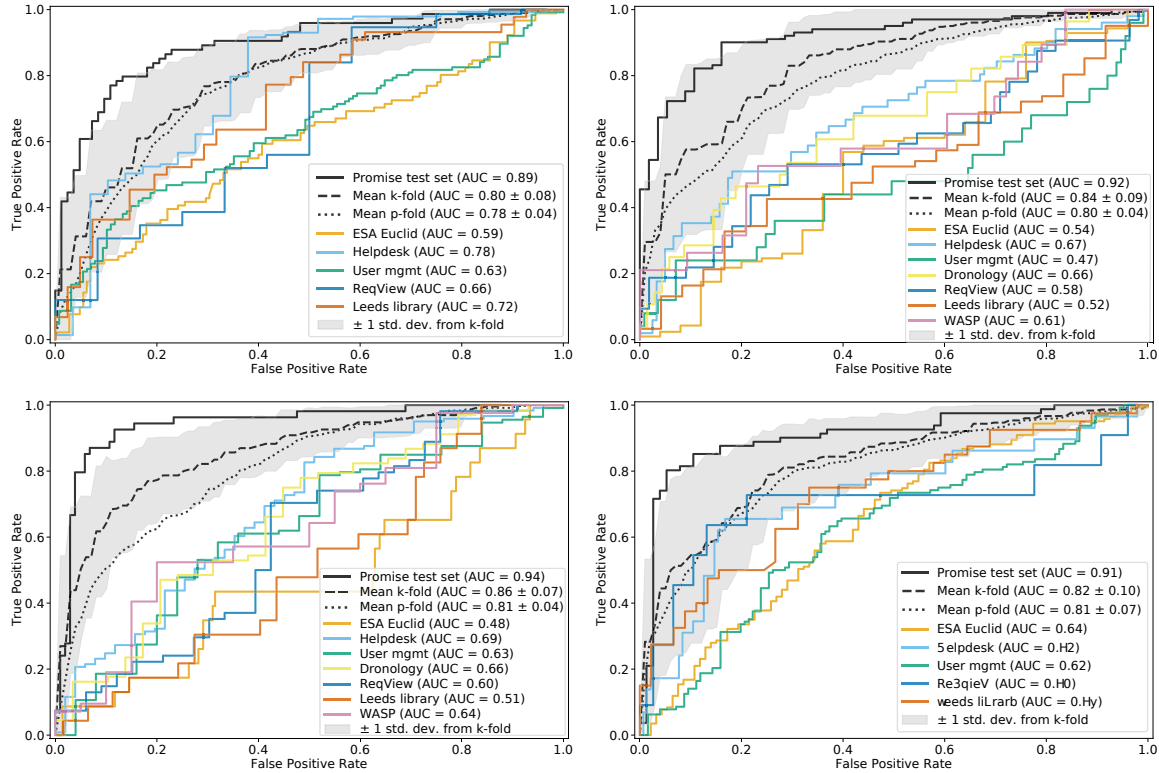 1.0
0.8
0.6
0.4
0.2
0.0
True Positive Rate
0.0 0.2 0.4 0.6 0.8 1.0
False Positive Rate
Promise test set (AUC = 0.89)
Mean k-fold (AUC = 0.80 ± 0.08)
Mean p-fold (AUC = 0.78 ± 0.04)
ESA Euclid (AUC = 0.59)
Helpdesk (AUC = 0.78)
User mgmt (AUC = 0.63)
ReqView (AUC = 0.66)
Leeds library (AUC = 0.72)
± 1 std. dev. from k-fold
1.0
0.8
0.6
0.4
0.2
0.0
True Positive Rate
0.0 0.2 0.4 0.6 0.8 1.0
False Positive Rate
Promise test set (AUC = 0.92)
Mean k-fold (AUC = 0.84 ± 0.09)
Mean p-fold (AUC = 0.80 ± 0.04)
ESA Euclid (AUC = 0.54)
Helpdesk (AUC = 0.67)
User mgmt (AUC = 0.47)
Dronology (AUC = 0.66)
ReqView (AUC = 0.58)
Leeds library (AUC = 0.52)
WASP (AUC = 0.61)
± 1 std. dev. from k-fold
1.0
0.8
0.6
0.4
0.2
0.0
True Positive Rate
0.0 0.2 0.4 0.6 0.8 1.0
False Positive Rate
Promise test set (AUC = 0.94)
Mean k-fold (AUC = 0.86 ± 0.07)
Mean p-fold (AUC = 0.81 ± 0.04)
ESA Euclid (AUC = 0.48)
Helpdesk (AUC = 0.69)
User mgmt (AUC = 0.63)
Dronology (AUC = 0.66)
ReqView (AUC = 0.60)
Leeds library (AUC = 0.51)
WASP (AUC = 0.64)
± 1 std. dev. from k-fold
1.0
0.8
0.6
0.4
0.2
0.0
True Positive Rate
0.0 0.2 0.4 0.6 0.8 1.0
False Positive Rate
Promise test set (AUC = 0.91)
Mean k-fold (AUC = 0.82 ± 0.10)
Mean p-fold (AUC = 0.81 ± 0.07)
ESA Euclid (AUC = 0.64)
5elpdesk (AUC = 0.H2)
User mgmt (AUC = 0.62)
Re3qieV (AUC = 0.H0)
weeds liLrarb (AUC = 0.Hy)
± 1 std. dev. from k-fold